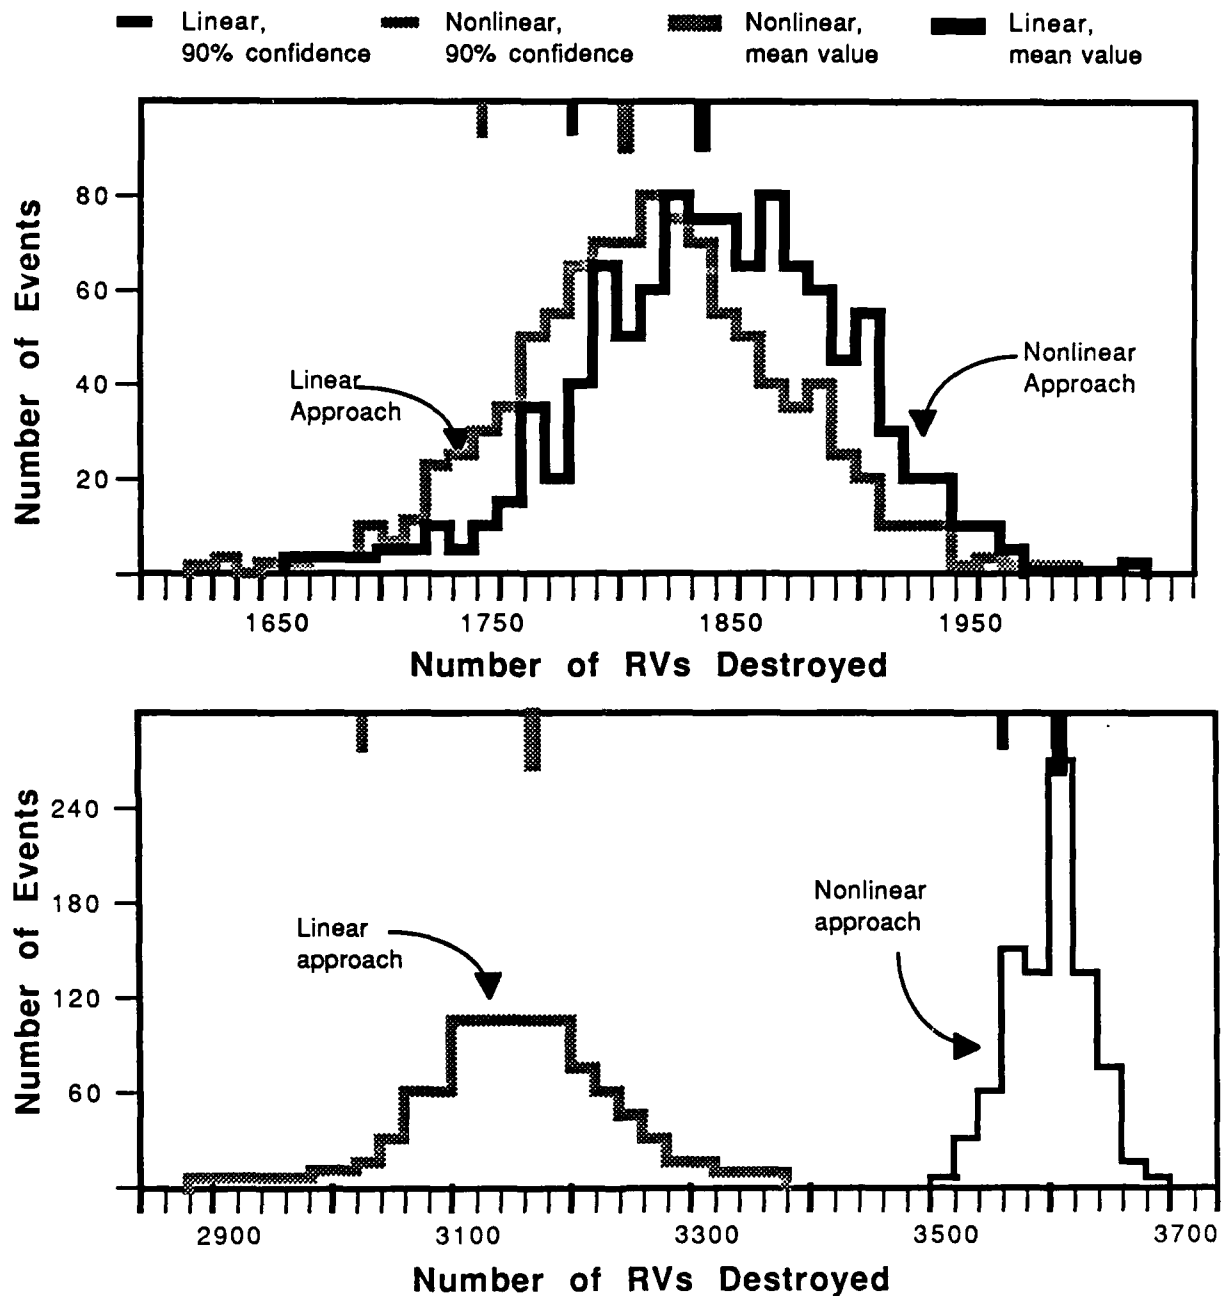 Linear, Nonlinear, Nonlinear, Linear,
90% confidence 90% confidence mean value mean value
80
60
40
20
Number of Events
Linear
Approach
Nonlinear
Approach
1650 1750 1850 1950
Number of RVs Destroyed
240
180
120
60
Number of Events
Linear
approach
Nonlinear
approach
2900 3100 3300 3500 3700
Number of RVs Destroyed